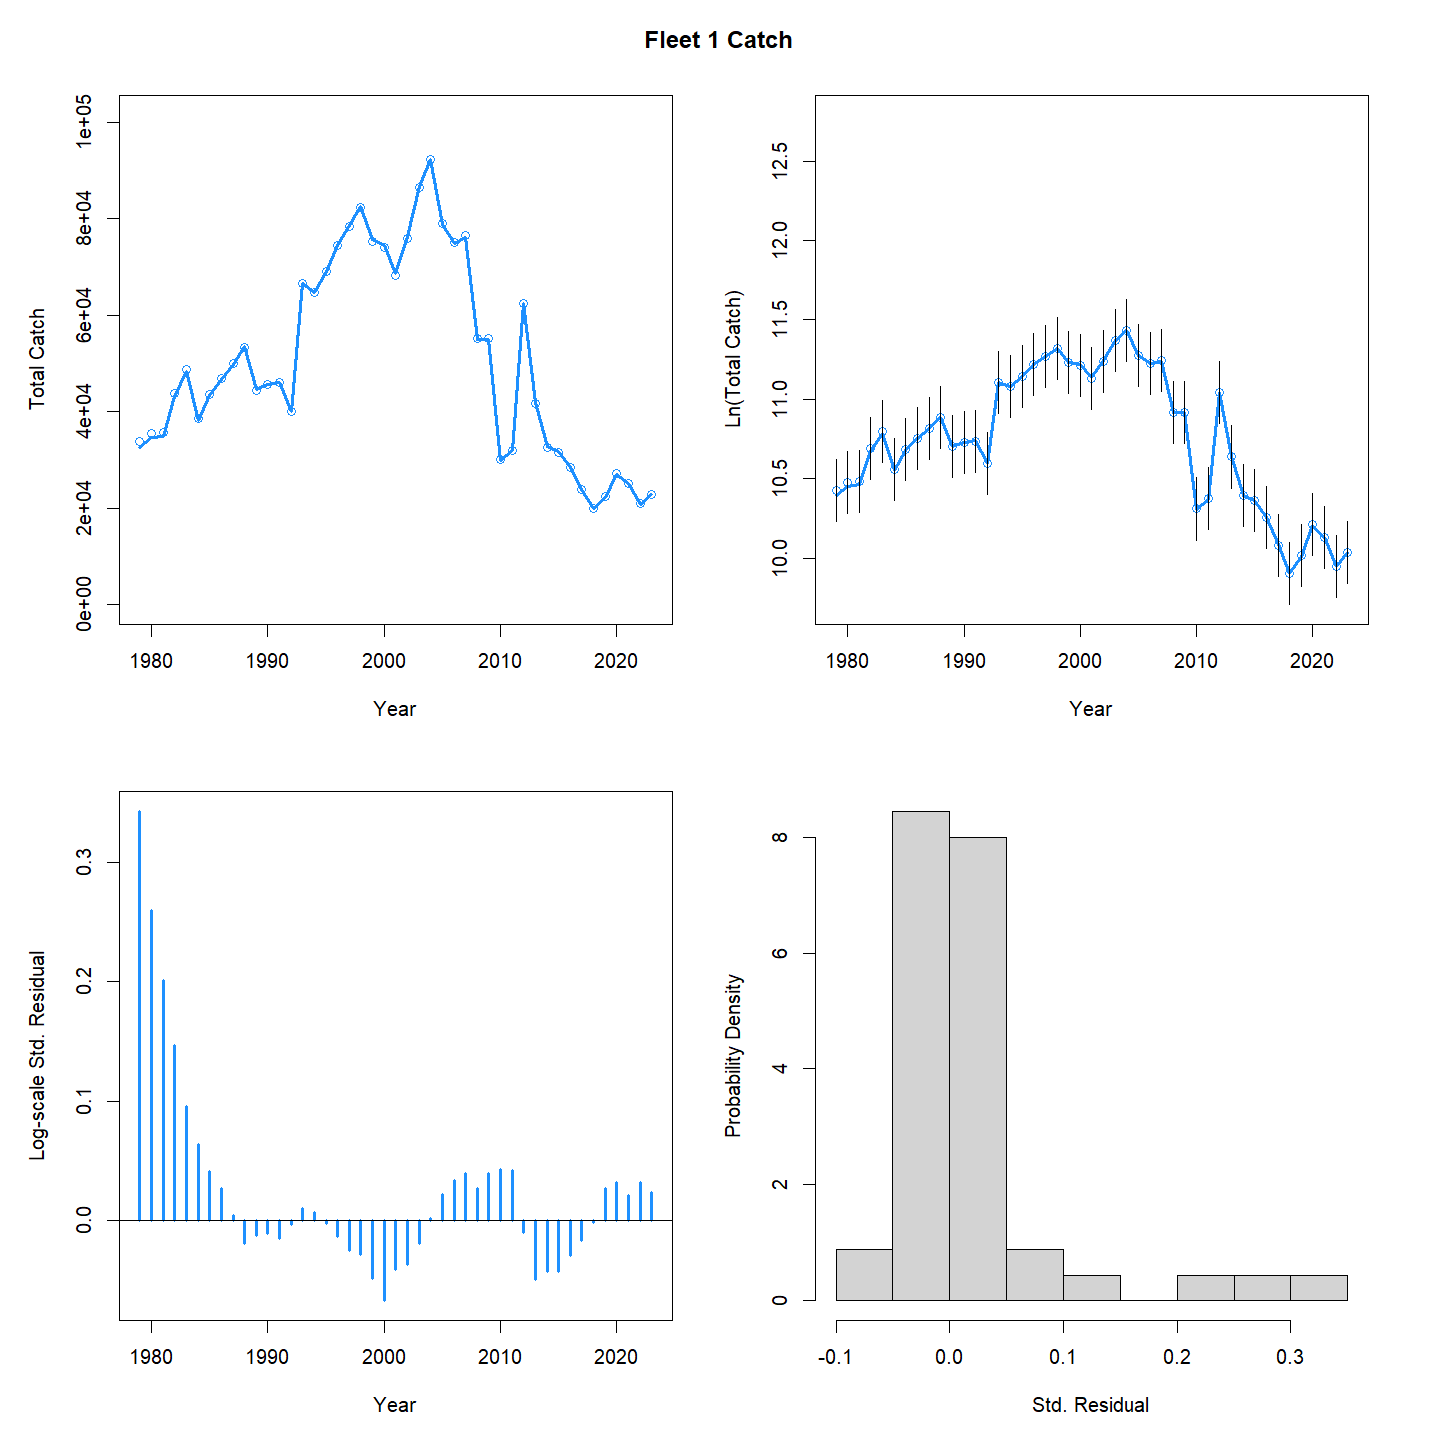 Fleet 1 Catch
Total Catch
1e+05
8e+04
6e+04
4e+04
2e+04
0e+00
1980 1990 2000 2010 2020
Year
Ln(Total Catch)
12.5
12.0
11.5
11.0
10.5
10.0
1980 1990 2000 2010 2020
Year
Log-scale Std. Residual
0.3
0.2
0.1
0.0
1980 1990 2000 2010 2020
Year
Probability Density
8
6
4
2
0
-0.1 0.0 0.1 0.2 0.3
Std. Residual